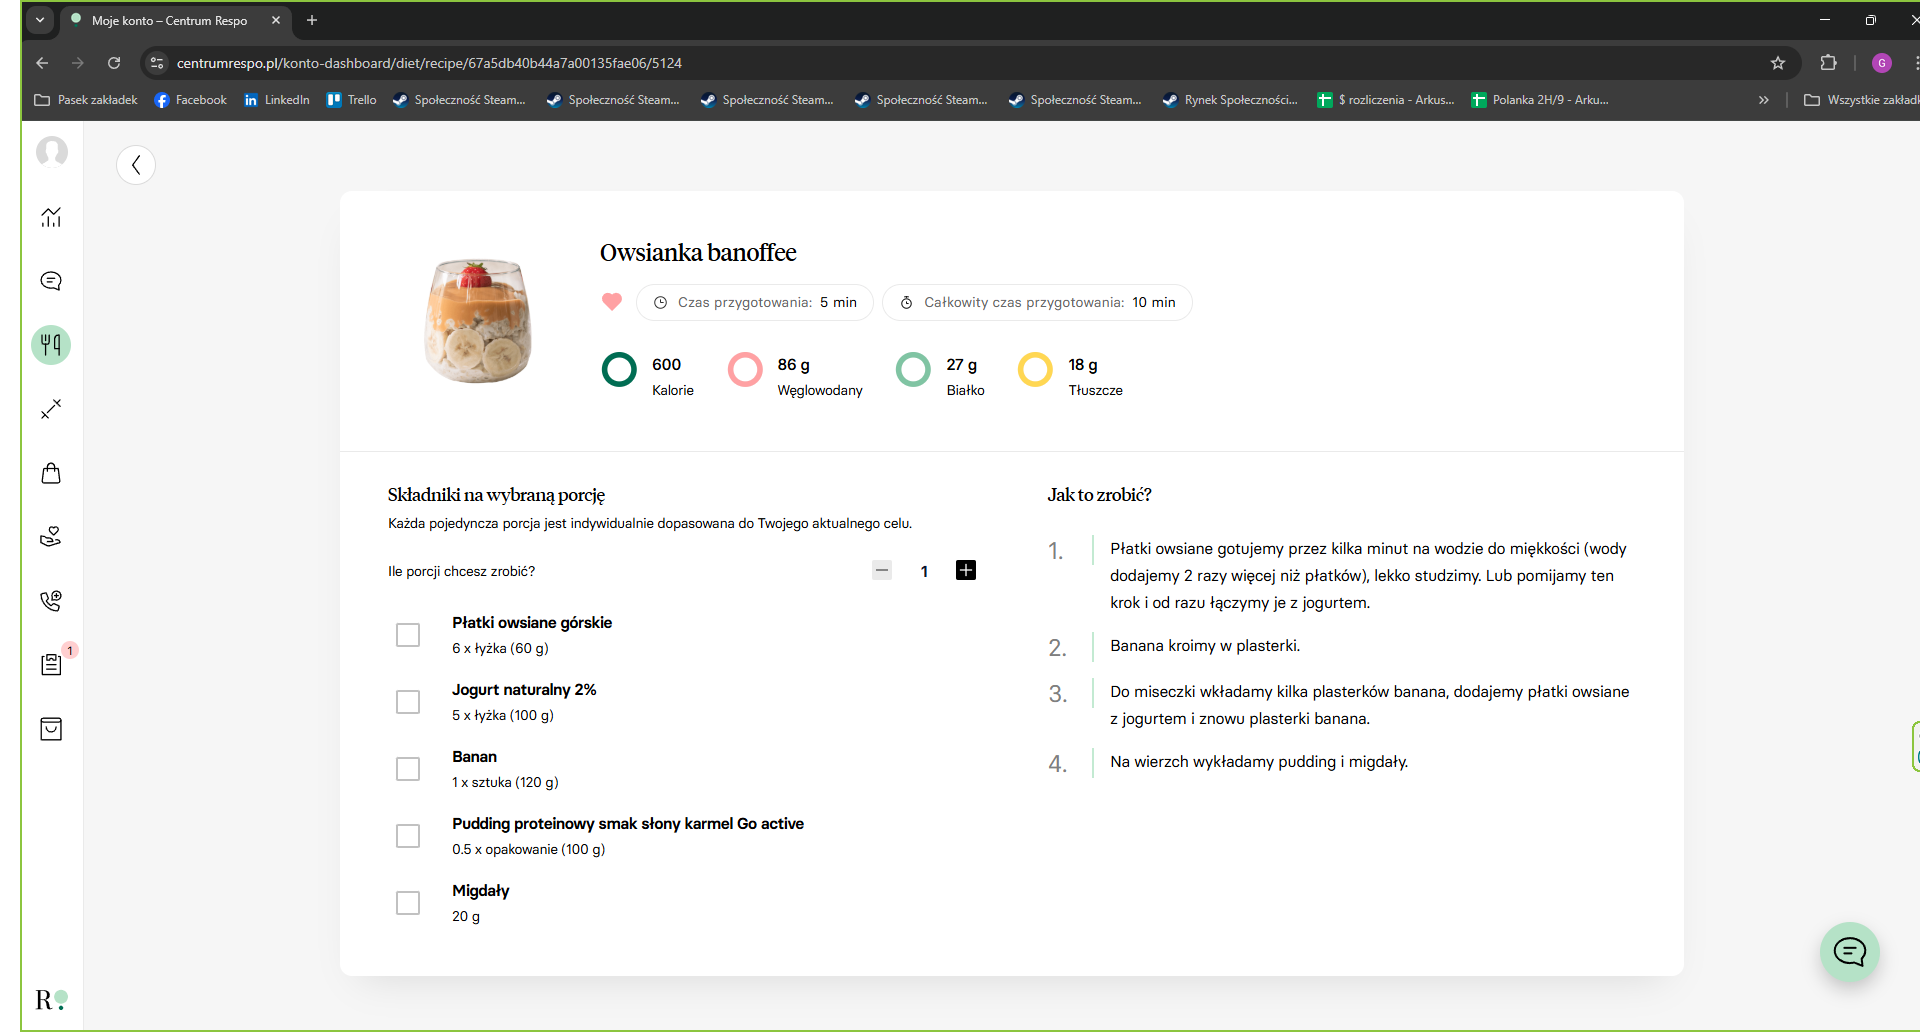 Moje konto – Centrum Respo
centrumrespo.pl/konto-dashboard/diet/recipe/67a5db40b44a7a00135fae06/5124
G
Pasek zakładek
Facebook
LinkedIn
Trello
Społeczność Steam...
Społeczność Steam...
Społeczność Steam...
Społeczność Steam...
Społeczność Steam...
Rynek Społeczności...
$ rozliczenia - Arkus...
Polanka 2H/9 - Arku...
»
Wszystkie zakładk
Owsianka banoffee
Czas przygotowania: 5 min
Całkowity czas przygotowania: 10 min
600
Kalorie
86 g
Węglowodany
27 g
Białko
18 g
Tłuszcze
Składniki na wybraną porcję
Każda pojedyncza porcja jest indywidualnie dopasowana do Twojego aktualnego celu.
Ile porcji chcesz zrobić?
1
Płatki owsiane górskie
6 x łyżka (60 g)
Jogurt naturalny 2%
5 x łyżka (100 g)
Banan
1 x sztuka (120 g)
Pudding proteinowy smak słony karmel Go active
0.5 x opakowanie (100 g)
Migdały
20 g
Jak to zrobić?
1.
Płatki owsiane gotujemy przez kilka minut na wodzie do miękkości (wody
dodajemy 2 razy więcej niż płatków), lekko studzimy. Lub pomijamy ten
krok i od razu łączymy je z jogurtem.
2.
Banana kroimy w plasterki.
3.
Do miseczki wkładamy kilka plasterków banana, dodajemy płatki owsiane
z jogurtem i znowu plasterki banana.
4.
Na wierzch wykładamy pudding i migdały.
1
R